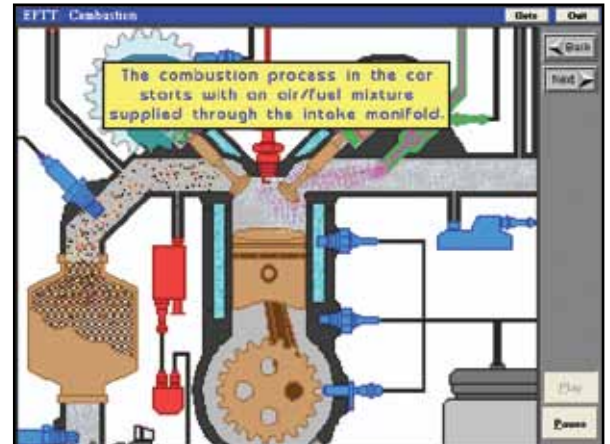 EFTT Combustion
Goto Quit
Back
Next
The combustion process in the car
starts with an air/fuel mixture
supplied through the intake manifold.
Play
Pause